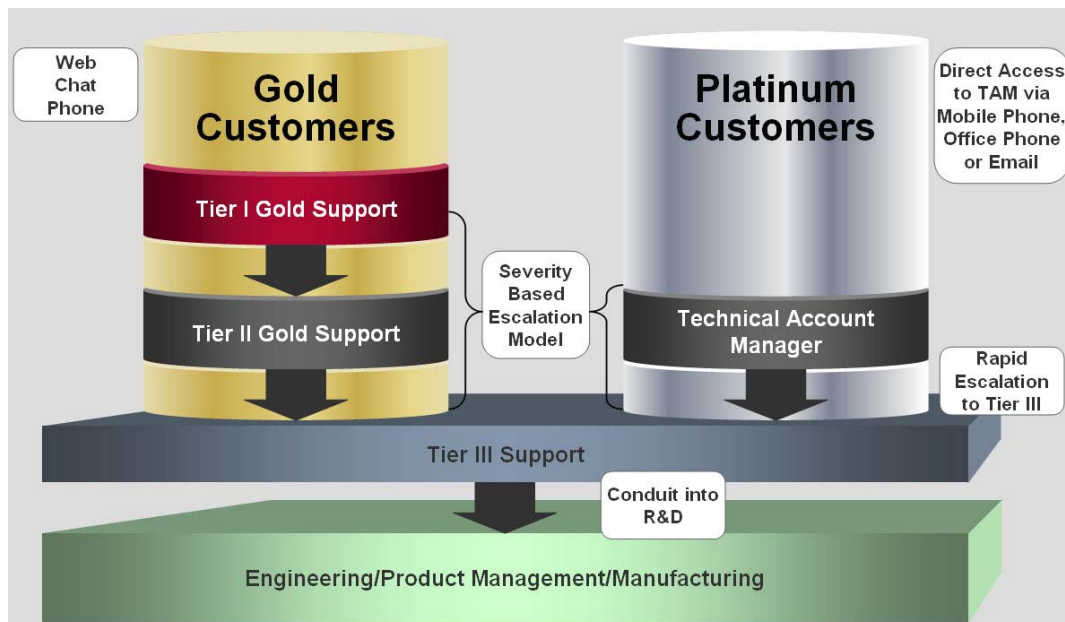 Web
Chat
Phone
Gold
Customers
Platinum
Customers
Direct Access
to TAM via
Mobile Phone,
Office Phone
or Email
Tier I Gold Support
Severity
Based
Escalation
Model
Tier II Gold Support
Technical Account
Manager
Rapid
Escalation
to Tier III
Tier III Support
Conduit into
R&D
Engineering/Product Management/Manufacturing